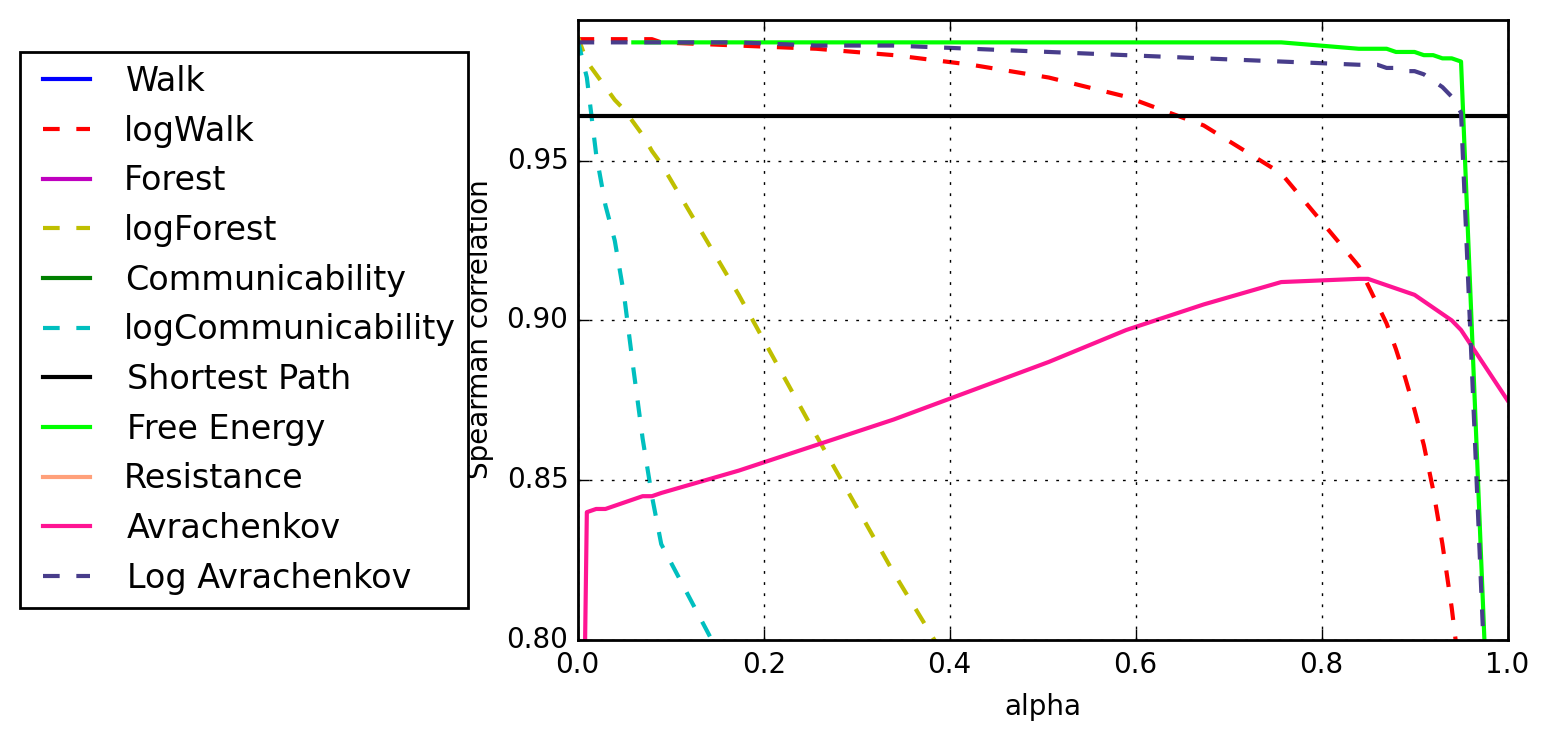 Walk
logWalk
Forest
logForest
Communicability
logCommunicability
Shortest Path
Free Energy
Resistance
Avrachenkov
Log Avrachenkov
Spearman correlation
0.95
0.90
0.85
0.80
0.0 0.2 0.4 0.6 0.8 1.0
alpha